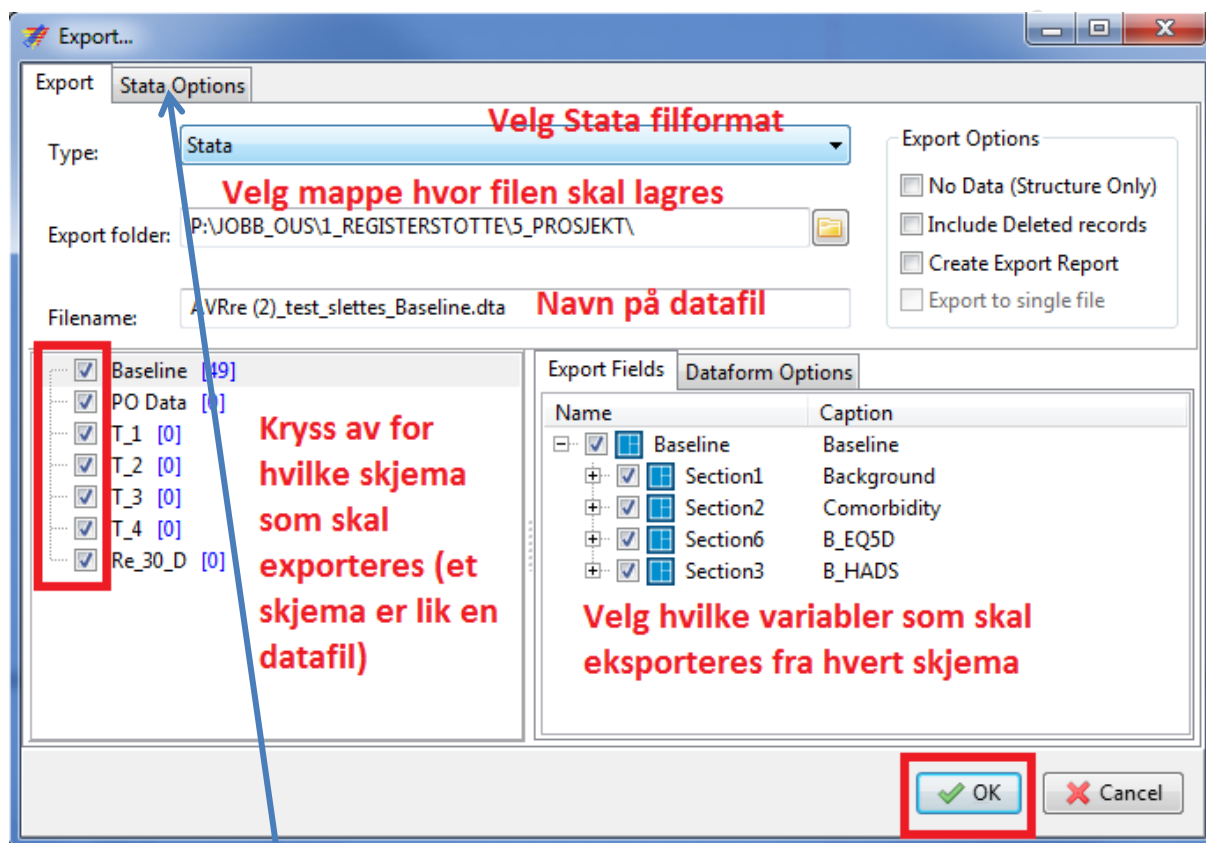 Export...
Export
Stata Options
Velg Stata filformat
Type:
Stata
Velg mappe hvor filen skal lagres
Export folder:
P:\JOBB_OUS\1_REGISTERSTOTTE\5_PROSJEKT\
Filename:
AVRre (2)_test_slettes_Baseline.dta
Navn på datafil
Export Options
No Data (Structure Only)
Include Deleted records
Create Export Report
Export to single file
Baseline [49]
PO Data [0]
T_1 [0]
T_2 [0]
T_3 [0]
T_4 [0]
Re_30_D [0]
Kryss av for
hvilke skjema
som skal
exporteres (et
skjema er lik en
datafil)
Export Fields
Dataform Options
Name Caption
Baseline Baseline
Section1 Background
Section2 Comorbidity
Section6 B_EQ5D
Section3 B_HADS
Velg hvilke variabler som skal
eksporteres fra hvert skjema
OK
Cancel